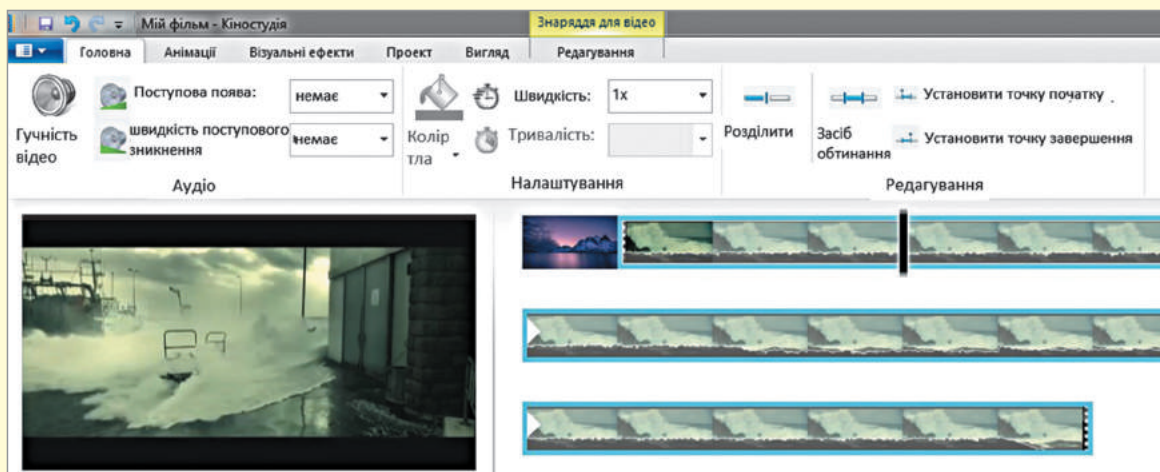 Мій фільм - Кіностудія
Знаряддя для відео
Головна Анімації Візуальні ефекти Проект Вигляд Редагування
Гучність
відео
Поступова поява: немає
швидкість поступового
зникнення немає
Аудіо
Колір
тла
Швидкість: 1x
Тривалість:
Налаштування
Розділити
Засіб
обтинання
Установити точку початку
Установити точку завершення
Редагування